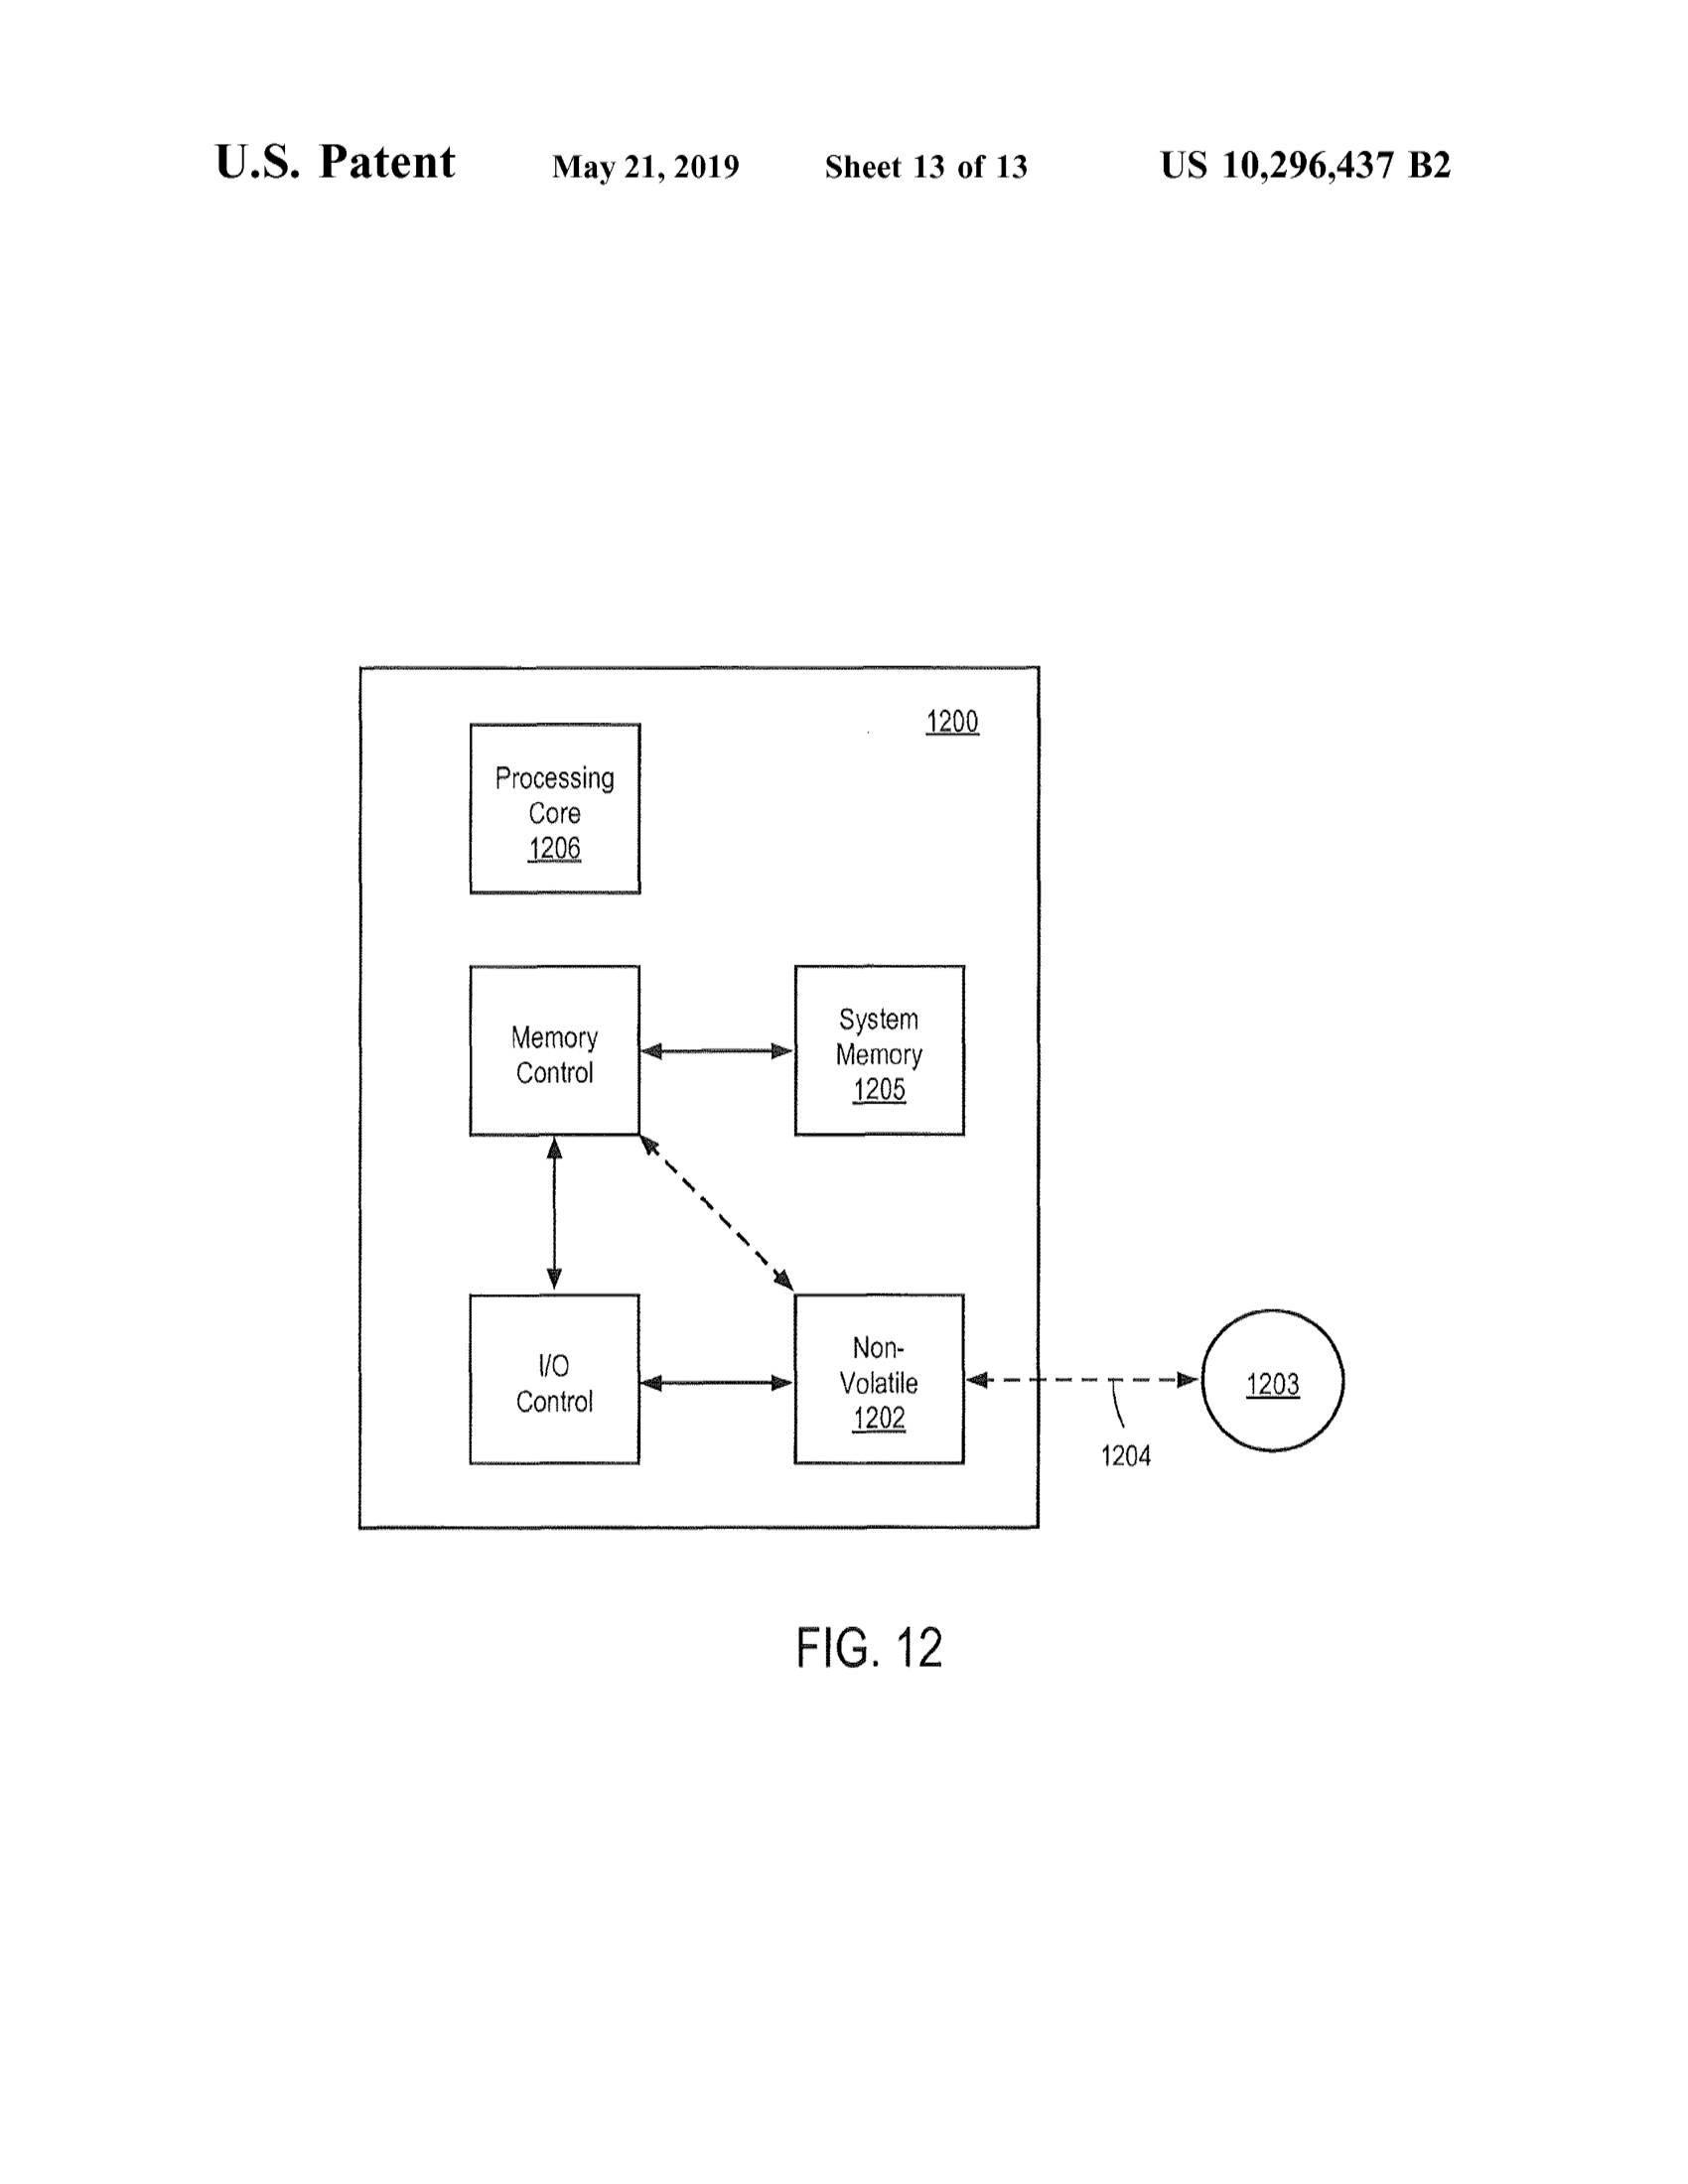 U.S. Patent May 21, 2019 Sheet 13 of 13 US 10,296,437 B2
1200
Processing
Core
1206
Memory
Control
System
Memory
1205
I/O
Control
Non-
Volatile
1202
1203
1204
FIG. 12